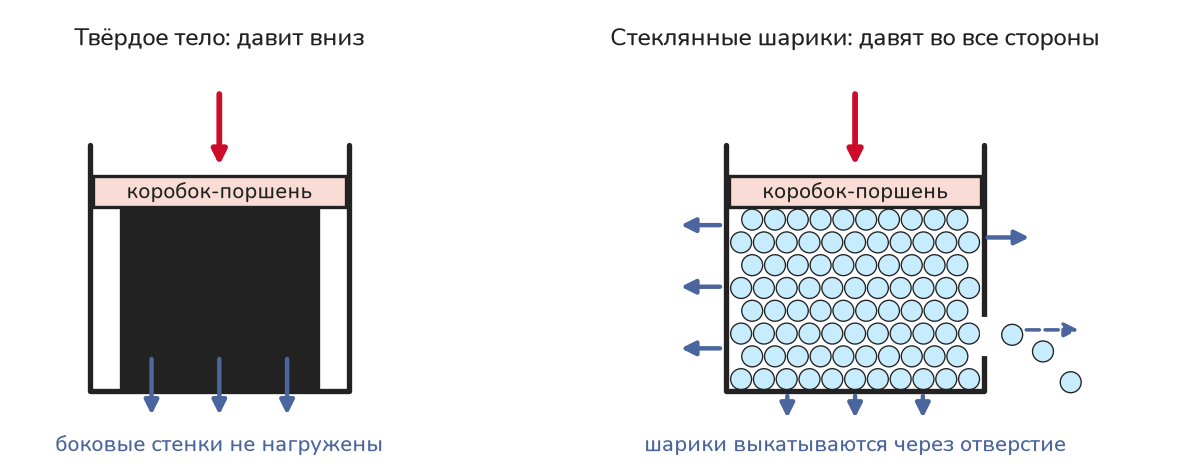 Твёрдое тело: давит вниз
Стеклянные шарики: давят во все стороны
коробок-поршень
коробок-поршень
боковые стенки не нагружены
шарики выкатываются через отверстие